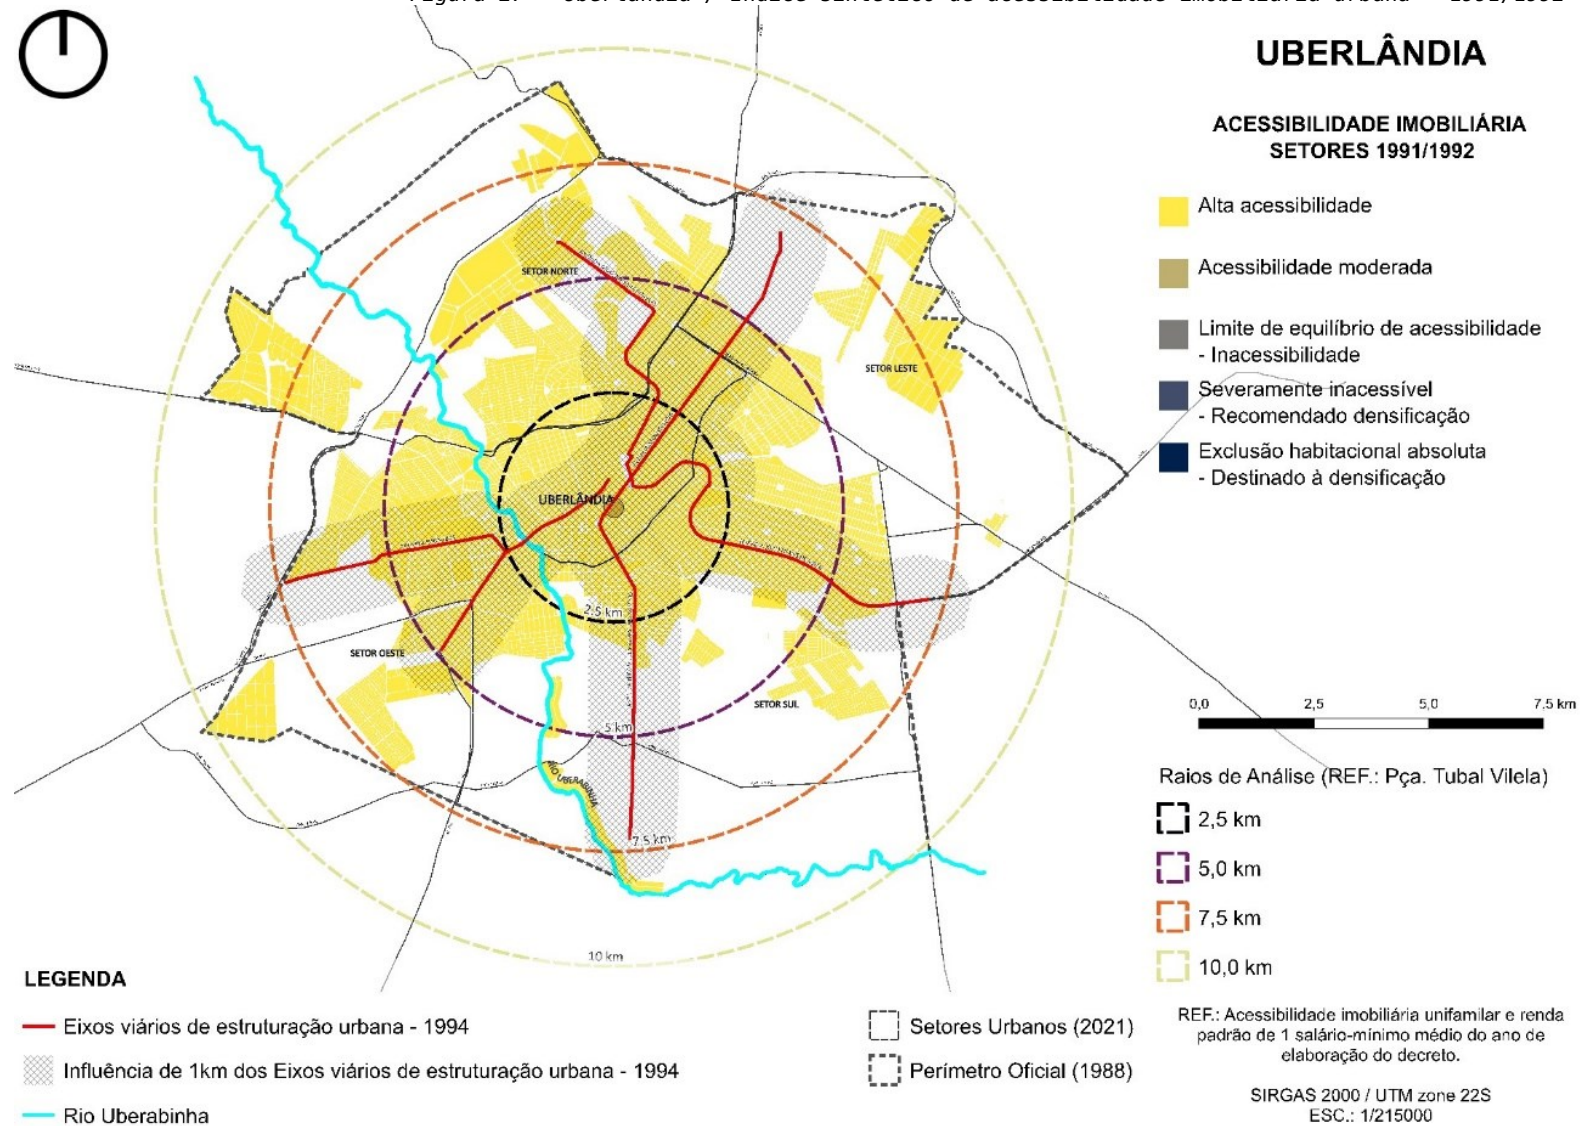 UBERLÂNDIA
ACESSIBILIDADE IMOBILIÁRIA
SETORES 1991/1992
Alta acessibilidade
Acessibilidade moderada
Limite de equilíbrio de acessibilidade
- Inacessibilidade
Severamente inacessível
- Recomendado densificação
Exclusão habitacional absoluta
- Destinado à densificação
SETOR NORTE
SETOR LESTE
UBERLÂNDIA
2,5 km
SETOR OESTE
SETOR SUL
5 km
RIO UBERABINHA
7,5 km
10 km
0,0 2,5 5,0 7,5 km
Raios de Análise (REF.: Pça. Tubal Vilela)
2,5 km
5,0 km
7,5 km
10,0 km
LEGENDA
Eixos viários de estruturação urbana - 1994
Influência de 1km dos Eixos viários de estruturação urbana - 1994
Rio Uberabinha
Setores Urbanos (2021)
Perímetro Oficial (1988)
REF.: Acessibilidade imobiliária unifamilar e renda
padrão de 1 salário-mínimo médio do ano de
elaboração do decreto.
SIRGAS 2000 / UTM zone 22S
ESC.: 1/215000